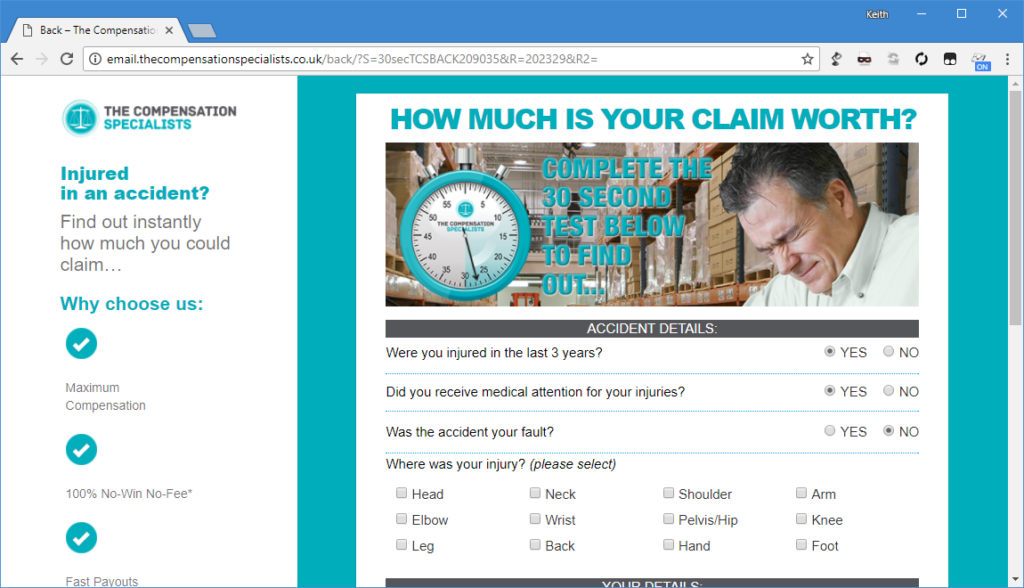 Keith
Back – The Compensatio
email.thecompensationspecialists.co.uk/back/?S=30secTCSBACK209035&R=202329&R2=
ON
THE COMPENSATION
SPECIALISTS
Injured
in an accident?
Find out instantly
how much you could
claim…
Why choose us:
Maximum
Compensation
100% No-Win No-Fee*
Fast Payouts
HOW MUCH IS YOUR CLAIM WORTH?
55 5
50 10
THE COMPENSATION
SPECIALISTS
45 15
40 20
35 30 25
COMPLETE THE
30 SECOND
TEST BELOW
TO FIND
OUT...
ACCIDENT DETAILS:
Were you injured in the last 3 years? YES NO
Did you receive medical attention for your injuries? YES NO
Was the accident your fault? YES NO
Where was your injury? (please select)
Head Neck Shoulder Arm
Elbow Wrist Pelvis/Hip Knee
Leg Back Hand Foot
YOUR DETAILS: